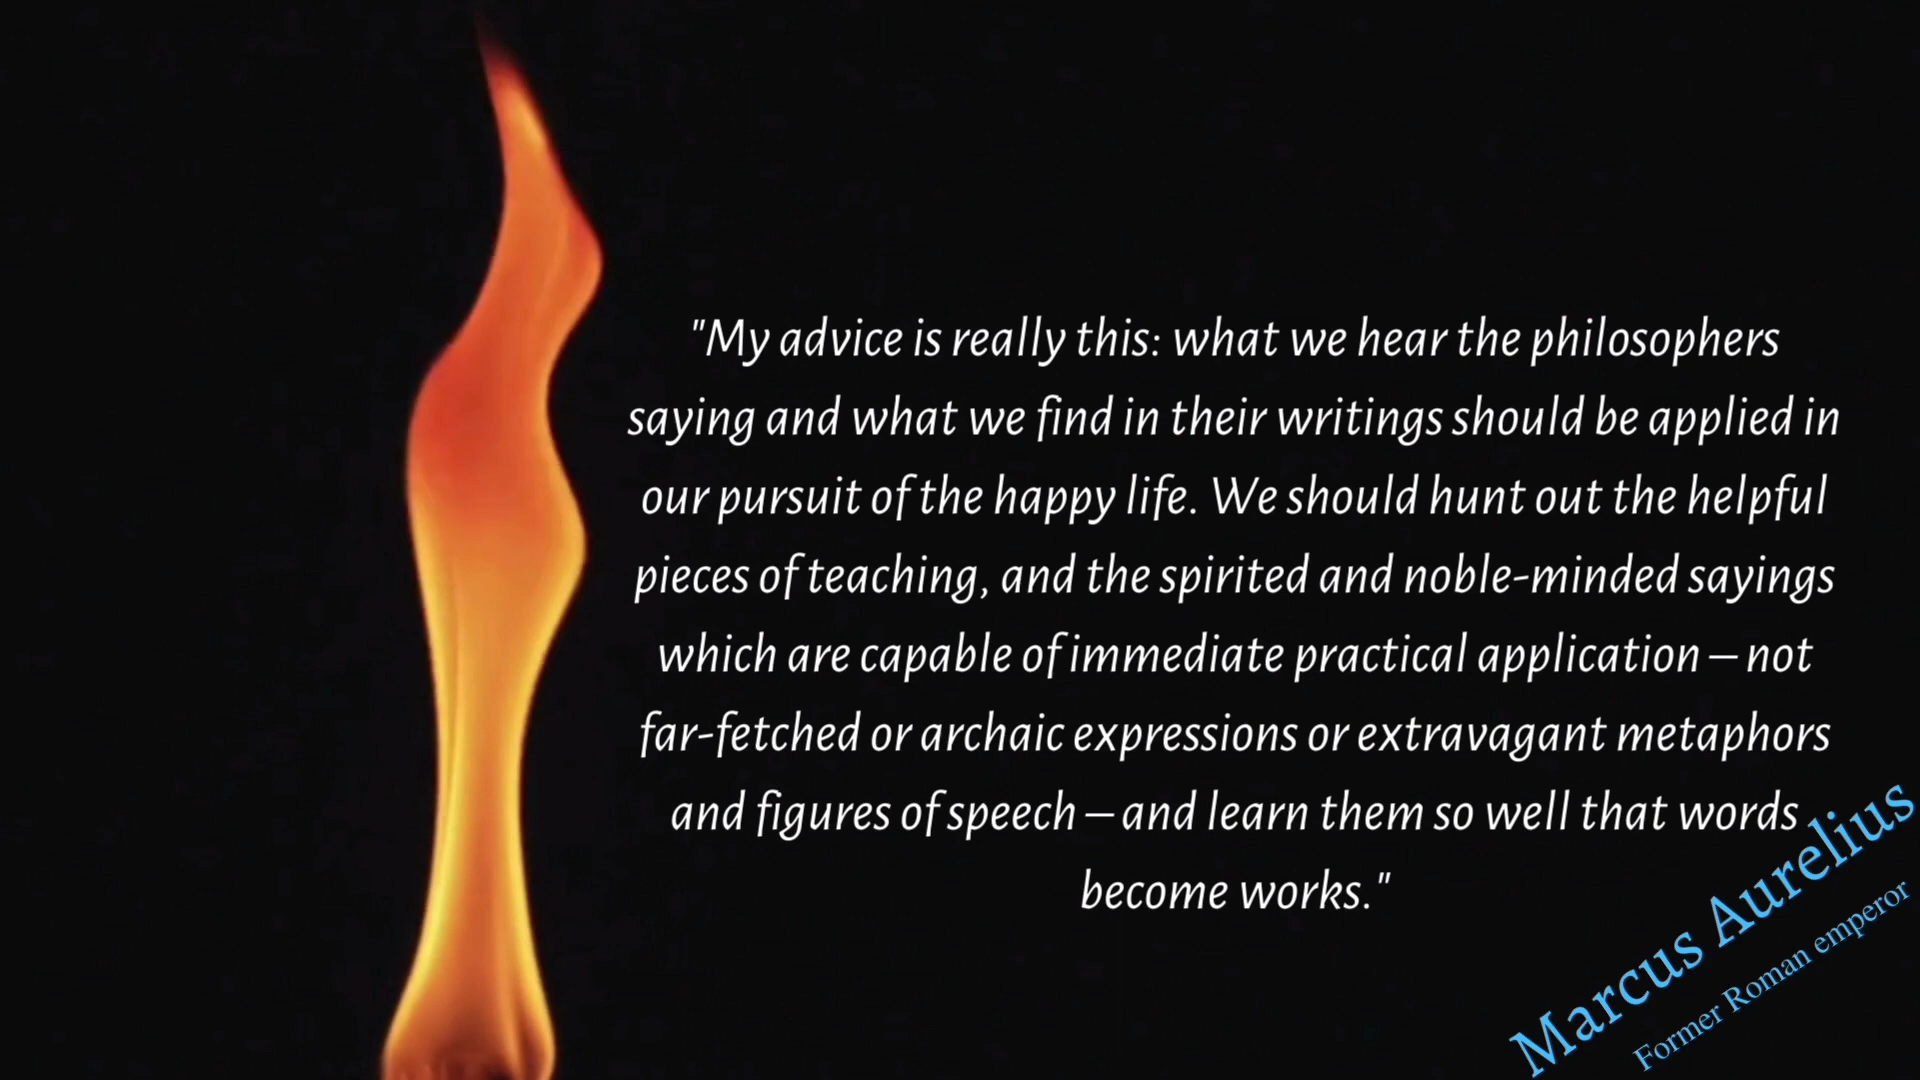 "My advice is really this: what we hear the philosophers
saying and what we find in their writings should be applied in
our pursuit of the happy life. We should hunt out the helpful
pieces of teaching, and the spirited and noble-minded sayings
which are capable of immediate practical application — not
far-fetched or archaic expressions or extravagant metaphors
and figures of speech — and learn them so well that words
become works."
Marcus Aurelius
Former Roman emperor